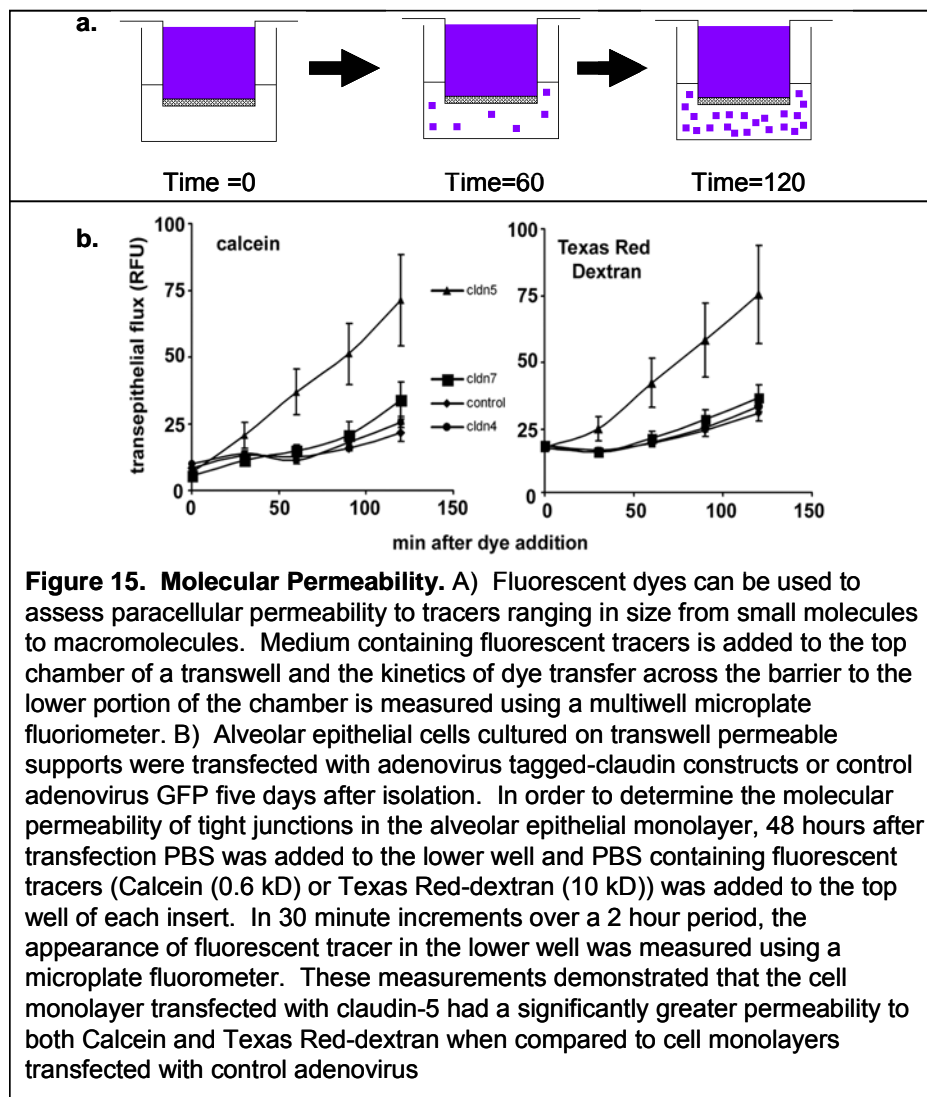 a.
Time =0
Time=60
Time=120
b.
calcein
Texas Red
Dextran
transepithelial flux (RFU)
100
75
50
25
0
0
50
100
150
cldn5
cldn7
control
cldn4
100
75
50
25
0
0
50
100
150
min after dye addition
Figure 15. Molecular Permeability. A) Fluorescent dyes can be used to
assess paracellular permeability to tracers ranging in size from small molecules
to macromolecules. Medium containing fluorescent tracers is added to the top
chamber of a transwell and the kinetics of dye transfer across the barrier to the
lower portion of the chamber is measured using a multiwell microplate
fluoriometer. B) Alveolar epithelial cells cultured on transwell permeable
supports were transfected with adenovirus tagged-claudin constructs or control
adenovirus GFP five days after isolation. In order to determine the molecular
permeability of tight junctions in the alveolar epithelial monolayer, 48 hours after
transfection PBS was added to the lower well and PBS containing fluorescent
tracers (Calcein (0.6 kD) or Texas Red-dextran (10 kD)) was added to the top
well of each insert. In 30 minute increments over a 2 hour period, the
appearance of fluorescent tracer in the lower well was measured using a
microplate fluorometer. These measurements demonstrated that the cell
monolayer transfected with claudin-5 had a significantly greater permeability to
both Calcein and Texas Red-dextran when compared to cell monolayers
transfected with control adenovirus